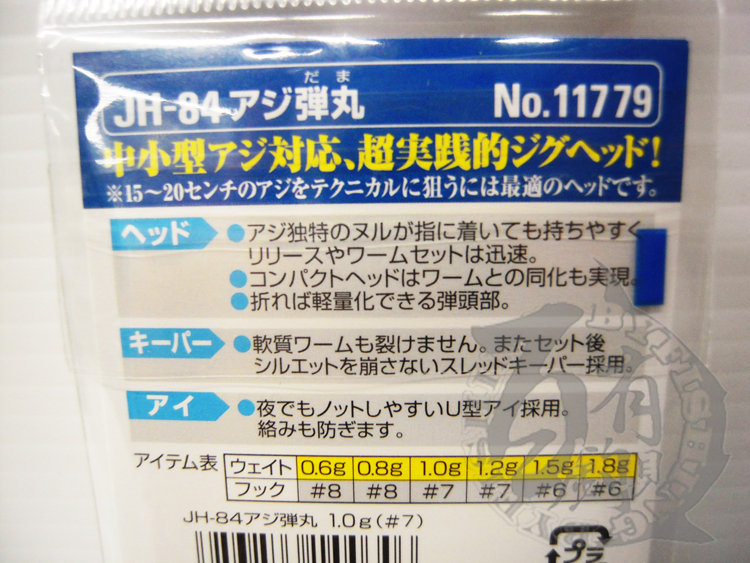 だま
JH-84アジ弾丸 No.11779
中小型アジ対応、超実践的ジグヘッド!
※15~20センチのアジをテクニカルに狙うには最適のヘッドです。
ヘッド ●アジ独特のヌルが指に着いても持ちやすく
リリースやワームセットは迅速。
●コンパクトヘッドはワームとの同化も実現。
●折れば軽量化できる弾頭部。
キーパー ●軟質ワームも裂けません。またセット後
シルエットを崩さないスレッドキーパー採用。
アイ ●夜でもノットしやすいU型アイ採用。
絡みも防ぎます。
アイテム表 ウェイト 0.6g 0.8g 1.0g 1.2g 1.5g 1.8g
フック #8 #8 #7 #7 #6 #6
JH-84アジ弾丸 1.0g(#7)
プラ